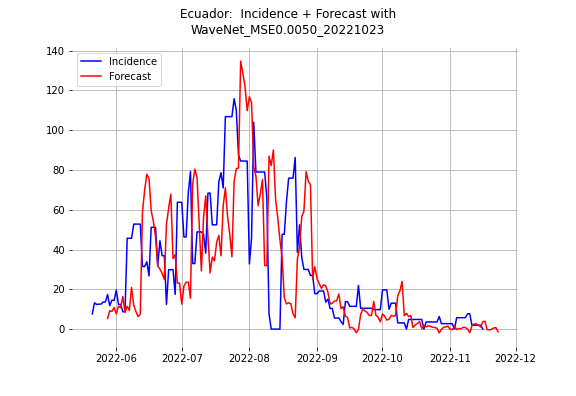 Ecuador:  Incidence + Forecast with
WaveNet_MSE0.0050_20221023
Incidence
Forecast
140
120
100
80
60
40
20
0
2022-06 2022-07 2022-08 2022-09 2022-10 2022-11 2022-12